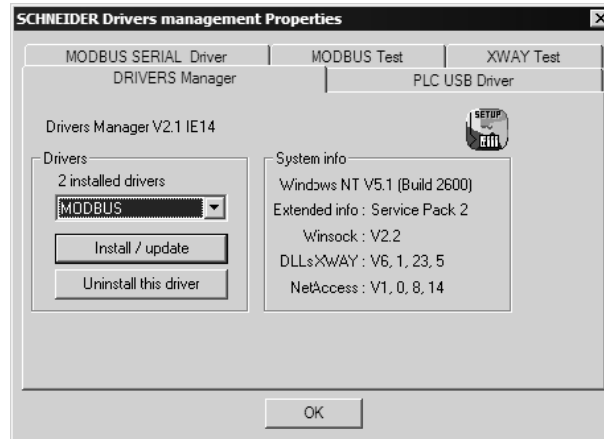 SCHNEIDER Drivers management Properties
MODBUS SERIAL Driver
MODBUS Test
XWAY Test
DRIVERS Manager
PLC USB Driver
Drivers Manager V2.1 IE14
SETUP
Drivers
2 installed drivers
MODBUS
Install / update
Uninstall this driver
System info
Windows NT V5.1 (Build 2600)
Extended info : Service Pack 2
Winsock : V2.2
DLLsXWAY : V6, 1, 23, 5
NetAccess : V1, 0, 8, 14
OK